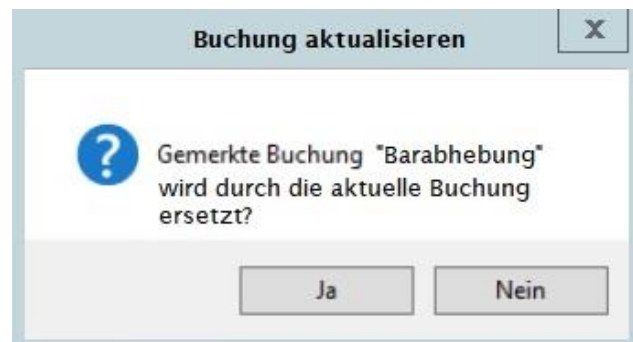 Buchung aktualisieren
Gemerkte Buchung "Barabhebung"
wird durch die aktuelle Buchung
ersetzt?
Ja Nein